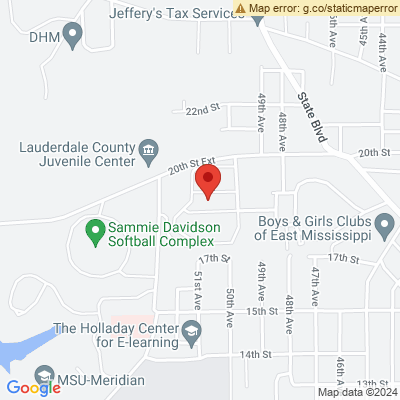 Map error: g.co/staticmaperror
Jeffery's Tax Services
DHM
46th Ave
45th Ave
State Blvd
22nd St
49th Ave
48th Ave
Lauderdale County
Juvenile Center
20th St Ext
20th St
Sammie Davidson
Softball Complex
Boys & Girls Clubs
of East Mississippi
17th St
17th St
51st Ave
50th Ave
49th Ave
48th Ave
47th Ave
15th St
The Holladay Center
for E-learning
14th St
46th Ave
MSU-Meridian
Google
Map data ©2024